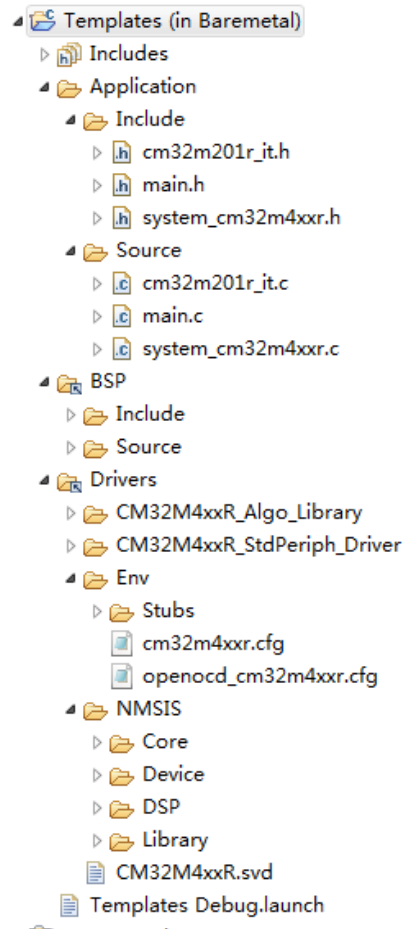 Templates (in Baremetal)
Includes
Application
Include
cm32m201r_it.h
main.h
system_cm32m4xxr.h
Source
cm32m201r_it.c
main.c
system_cm32m4xxr.c
BSP
Include
Source
Drivers
CM32M4xxR_Algo_Library
CM32M4xxR_StdPeriph_Driver
Env
Stubs
cm32m4xxr.cfg
openocd_cm32m4xxr.cfg
NMSIS
Core
Device
DSP
Library
CM32M4xxR.svd
Templates Debug.launch